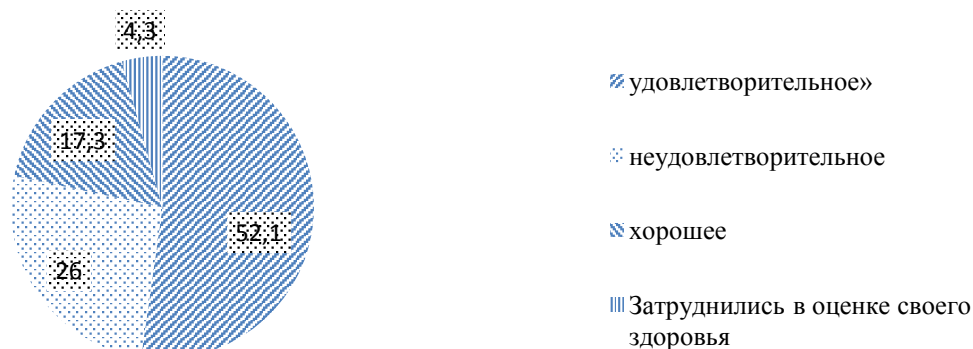 4,3
17,3
52,1
26
удовлетворительное»
неудовлетворительное
хорошее
Затруднились в оценке своего
здоровья